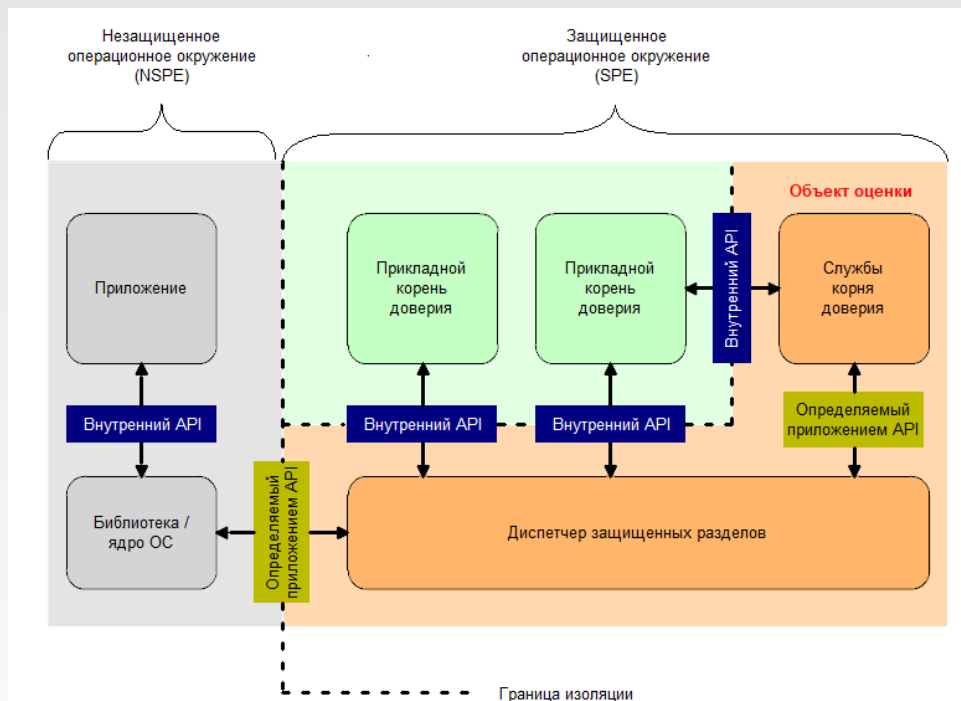 Незащищенное
операционное окружение
(NSPE)
Защищенное
операционное окружение
(SPE)
Объект оценки
Приложение
Прикладной
корень
доверия
Прикладной
корень
доверия
Внутренний API
Службы
корня
доверия
Внутренний API
Внутренний API
Внутренний API
Определяемый
приложением API
Библиотека /
ядро ОС
Определяемый
приложением API
Диспетчер защищенных разделов
Граница изоляции